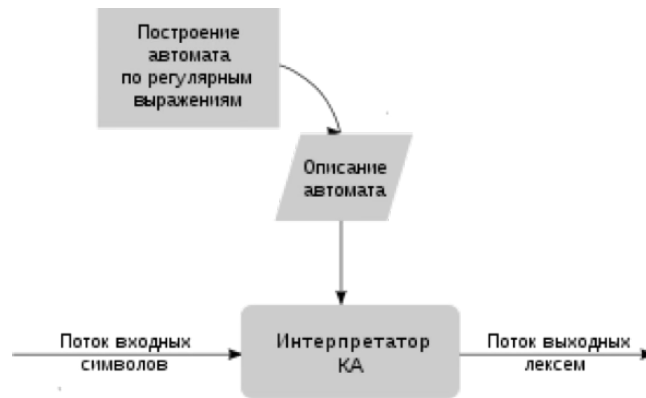 Построение
автомата
по регулярным
выражениям
Описание
автомата
Поток входных
символов
Интерпретатор
КА
Поток выходных
лексем